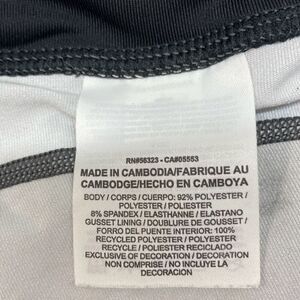 RN#56323 - CA#05553
MADE IN CAMBODIA/FABRIQUE AU
CAMBODGE/HECHO EN CAMBOYA
BODY / CORPS / CUERPO: 92% POLYESTER /
POLYESTER / POLIESTER
8% SPANDEX / ELASTHANNE / ELASTANO
GUSSET LINING / DOUBLURE DE GOUSSET /
FORRO DEL PUENTE INTERIOR: 100%
RECYCLED POLYESTER / POLYESTER
RECYCLÉ / POLIÉSTER RECICLADO
EXCLUSIVE OF DECORATION / DECORATION
NON COMPRISE / NO INCLUYE LA
DECORACIÓN